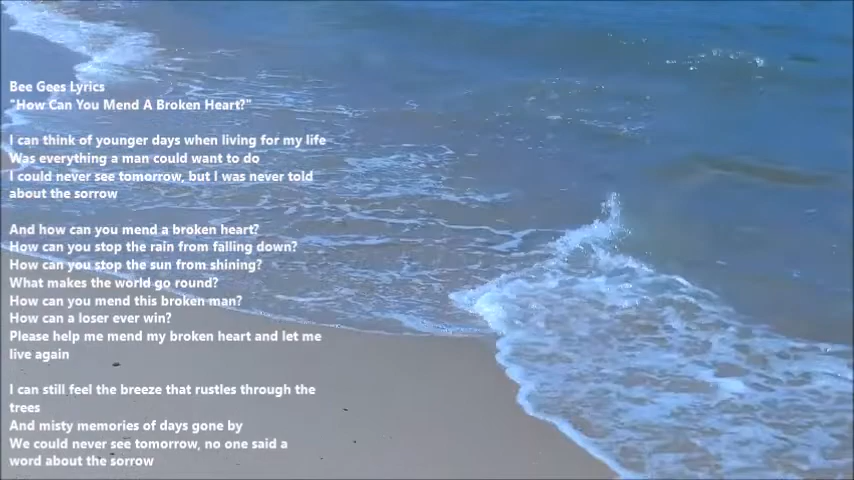 Bee Gees Lyrics
"How Can You Mend A Broken Heart?"
I can think of younger days when living for my life
Was everything a man could want to do
I could never see tomorrow, but I was never told
about the sorrow
And how can you mend a broken heart?
How can you stop the rain from falling down?
How can you stop the sun from shining?
What makes the world go round?
How can you mend this broken man?
How can a loser ever win?
Please help me mend my broken heart and let me
live again
I can still feel the breeze that rustles through the
trees
And misty memories of days gone by
We could never see tomorrow, no one said a
word about the sorrow